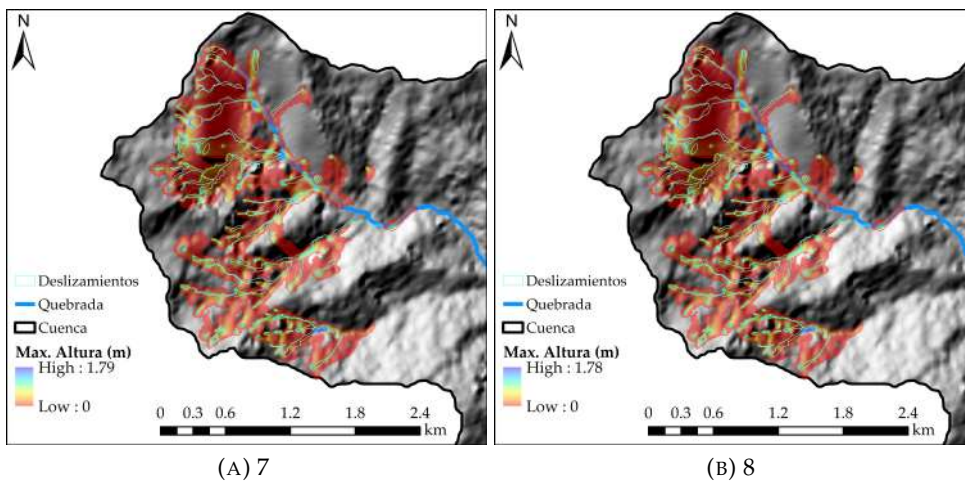 N
Deslizamientos
Quebrada
Cuenca
Max. Altura (m)
High : 1.79
Low : 0
0 0.3 0.6 1.2 1.8 2.4
km
(A) 7
N
Deslizamientos
Quebrada
Cuenca
Max. Altura (m)
High : 1.78
Low : 0
0 0.3 0.6 1.2 1.8 2.4
km
(B) 8